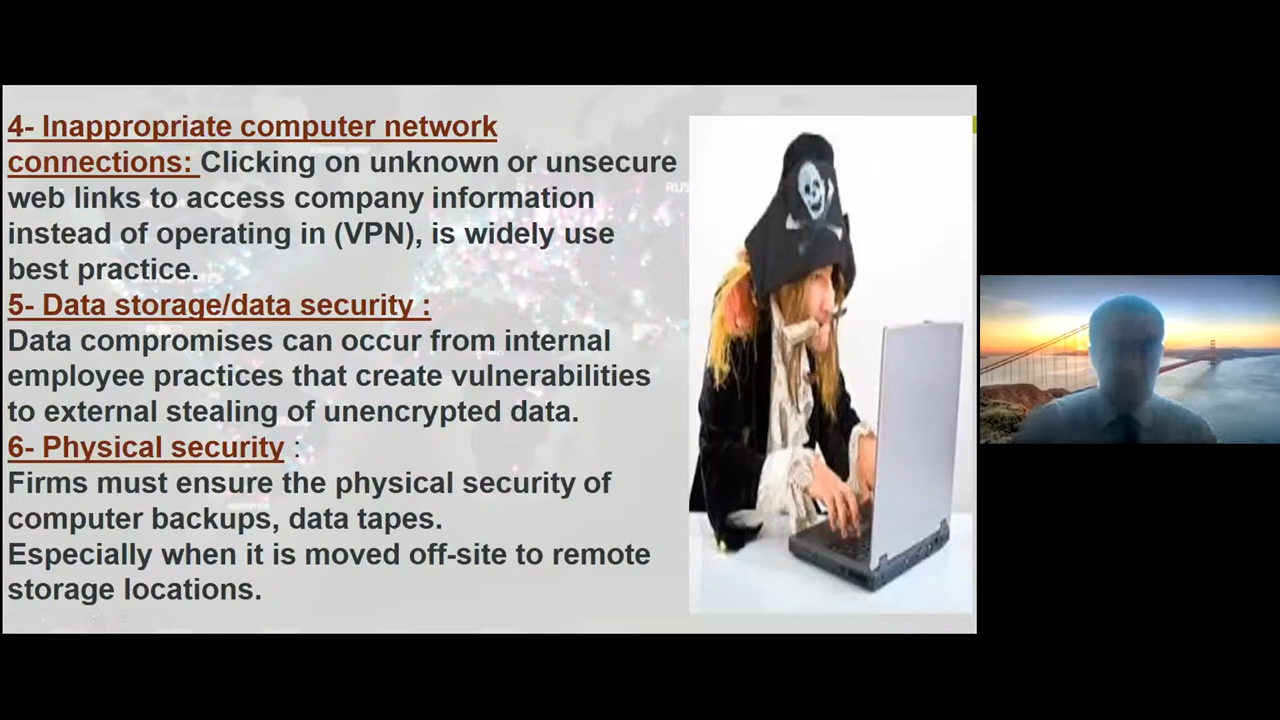 4- Inappropriate computer network
connections: Clicking on unknown or unsecure
web links to access company information
instead of operating in (VPN), is widely use
best practice.
5- Data storage/data security :
Data compromises can occur from internal
employee practices that create vulnerabilities
to external stealing of unencrypted data.
6- Physical security :
Firms must ensure the physical security of
computer backups, data tapes.
Especially when it is moved off-site to remote
storage locations.